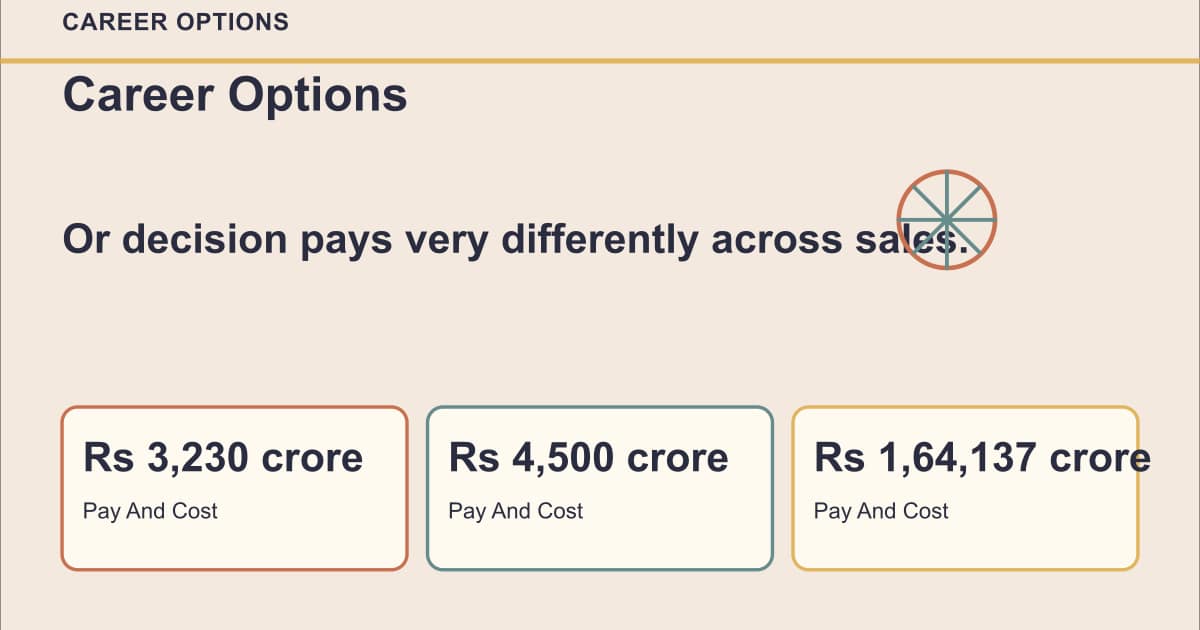 CAREER OPTIONS
Career Options
Or decision pays very differently across sales.
Rs 3,230 crore
Pay And Cost
Rs 4,500 crore
Pay And Cost
Rs 1,64,137 crore
Pay And Cost